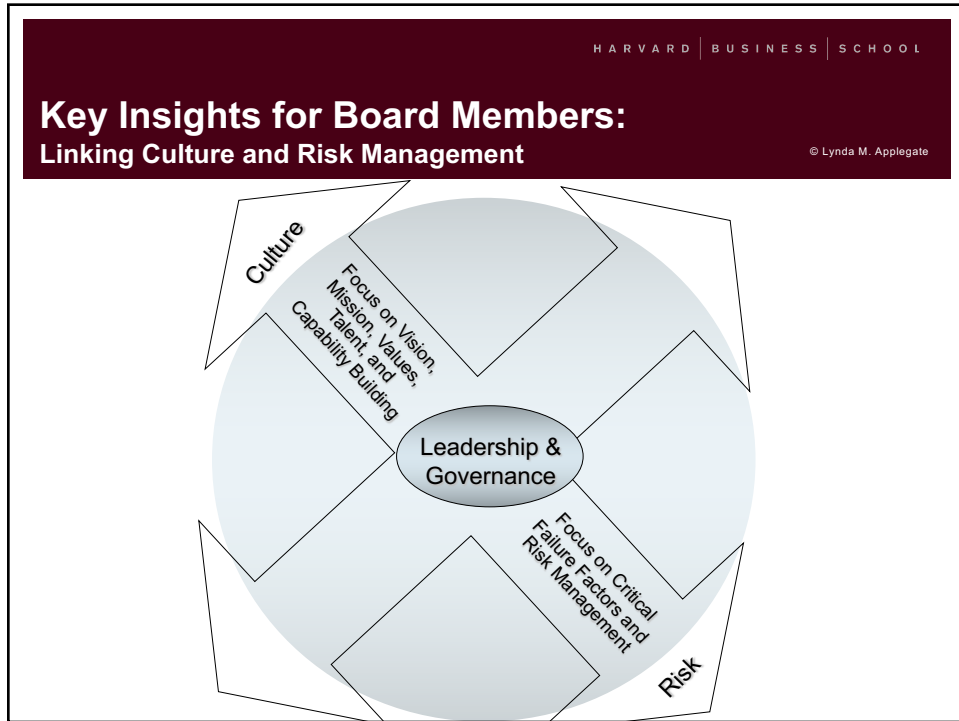 HARVARD | BUSINESS | SCHOOL
Key Insights for Board Members:
Linking Culture and Risk Management
© Lynda M. Applegate
Culture
Focus on Vision,
Mission, Values,
Talent, and
Capability Building
Leadership &
Governance
Focus on Critical
Failure Factors and
Risk Management
Risk